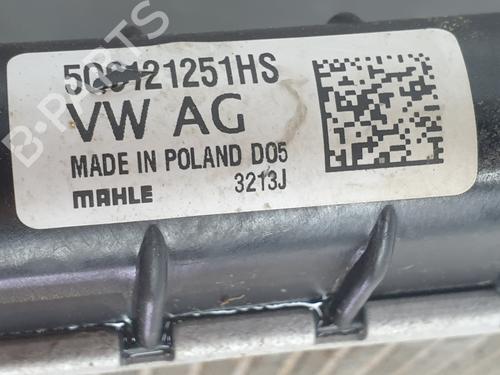 B-PARTS
5Q0121251HS
VW AG
MADE IN POLAND D05
3213J
MAHLE